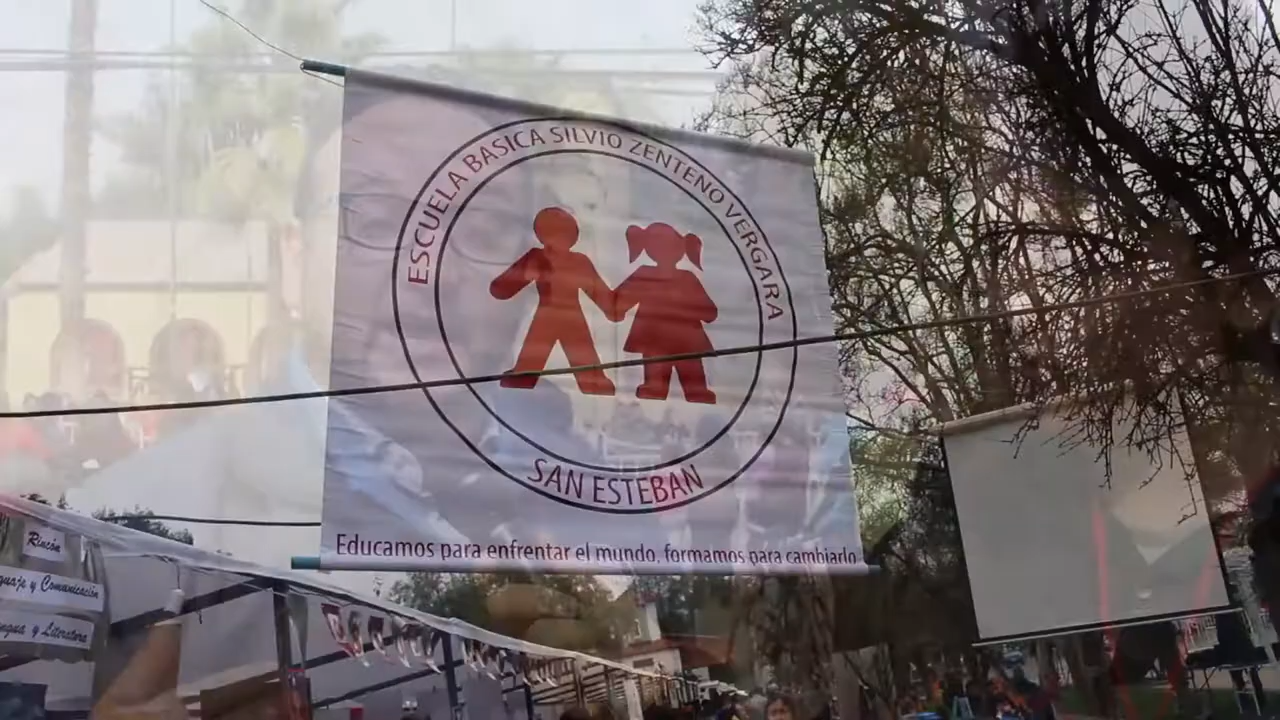 ESCUELA BASICA SILVIO ZENTENO VERGARA
SAN ESTEBAN
Educamos para enfrentar el mundo, formamos para cambiarlo
Rincón
guaje y Comunicación
ngua y Literatura